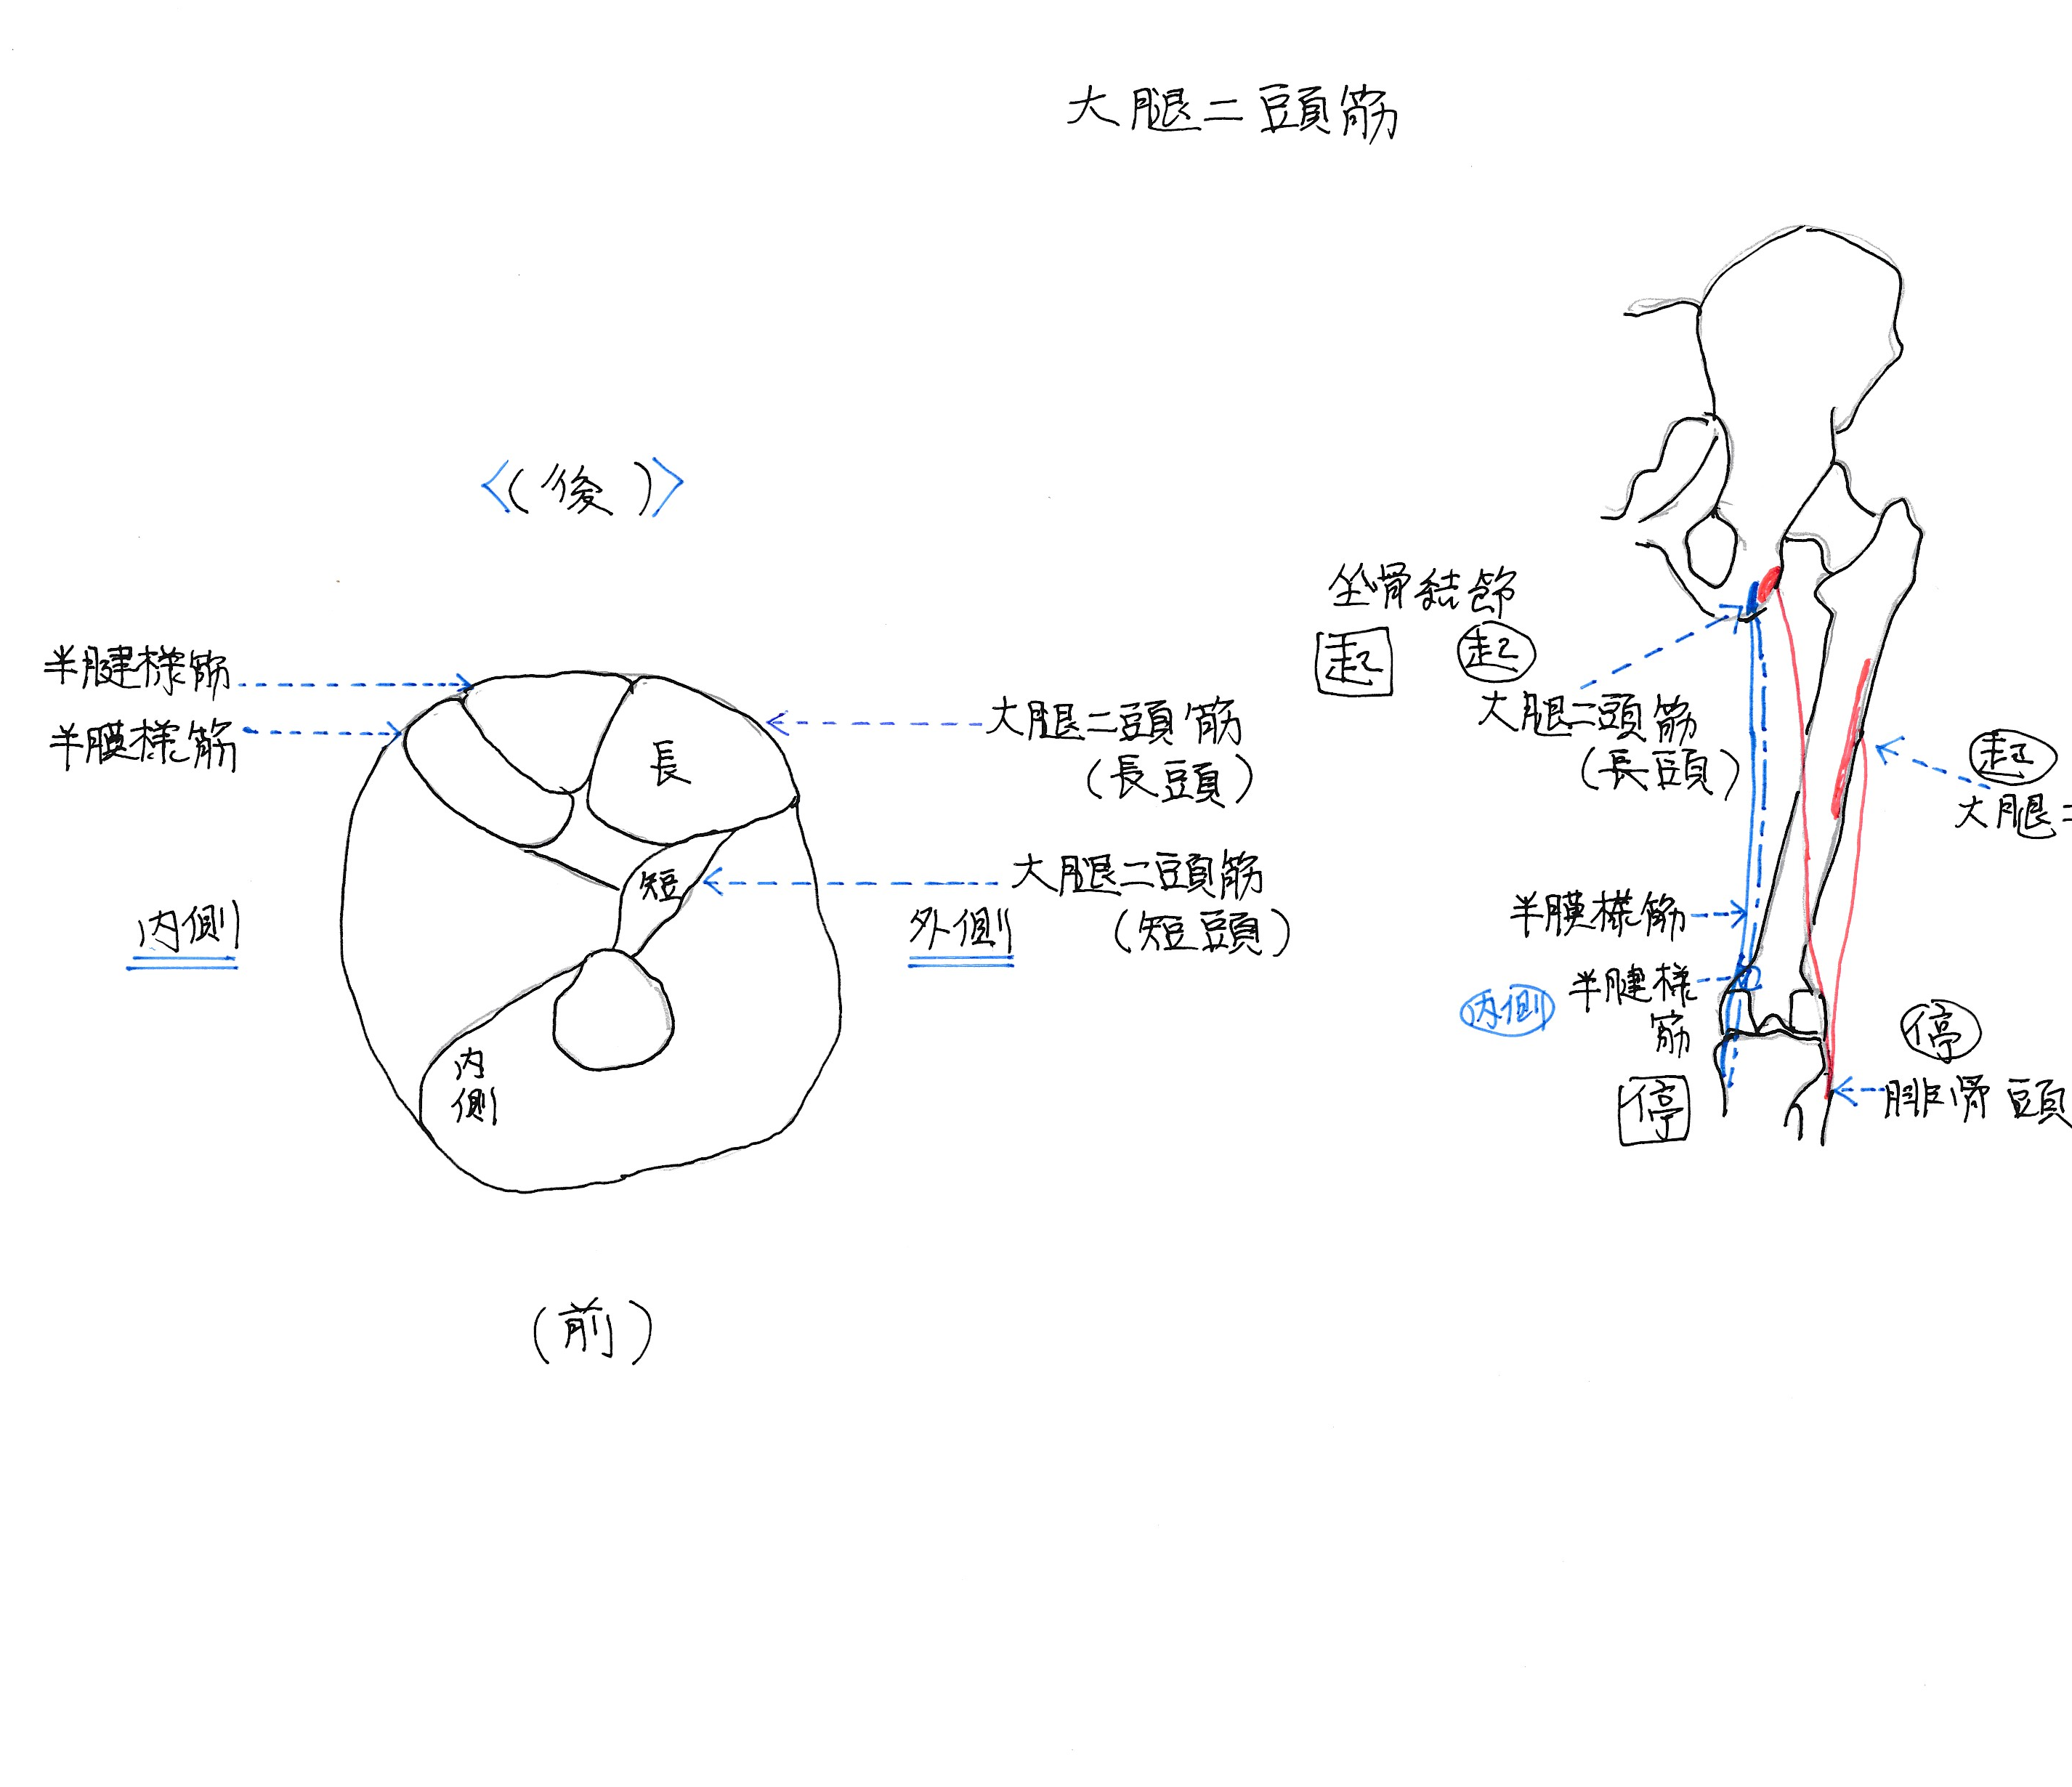 大腿二頭筋
(後)
半腱様筋
半膜様筋
長
大腿二頭筋
(長頭)
短
大腿二頭筋
(短頭)
内側
外側
内
側
(前)
坐骨結節
起 起
大腿二頭筋
(長頭)
起
大腿二
半膜様筋
半腱様
筋
内側
停
停
腓骨頭